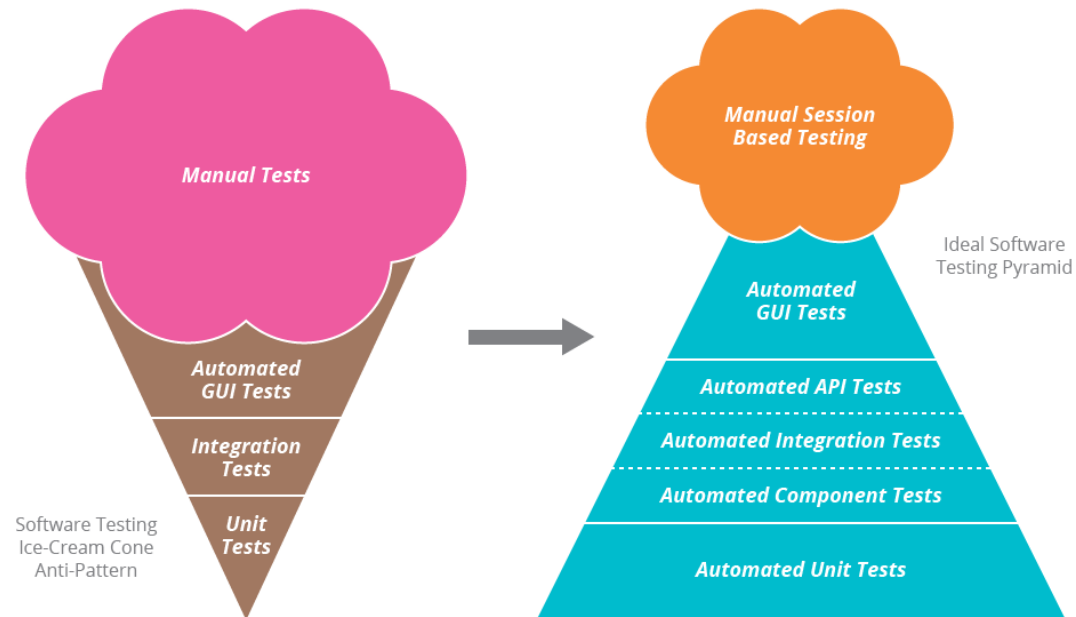 Manual Tests
Automated
GUI Tests
Integration
Tests
Unit
Tests
Software Testing
Ice-Cream Cone
Anti-Pattern
Manual Session
Based Testing
Ideal Software
Testing Pyramid
Automated
GUI Tests
Automated API Tests
Automated Integration Tests
Automated Component Tests
Automated Unit Tests